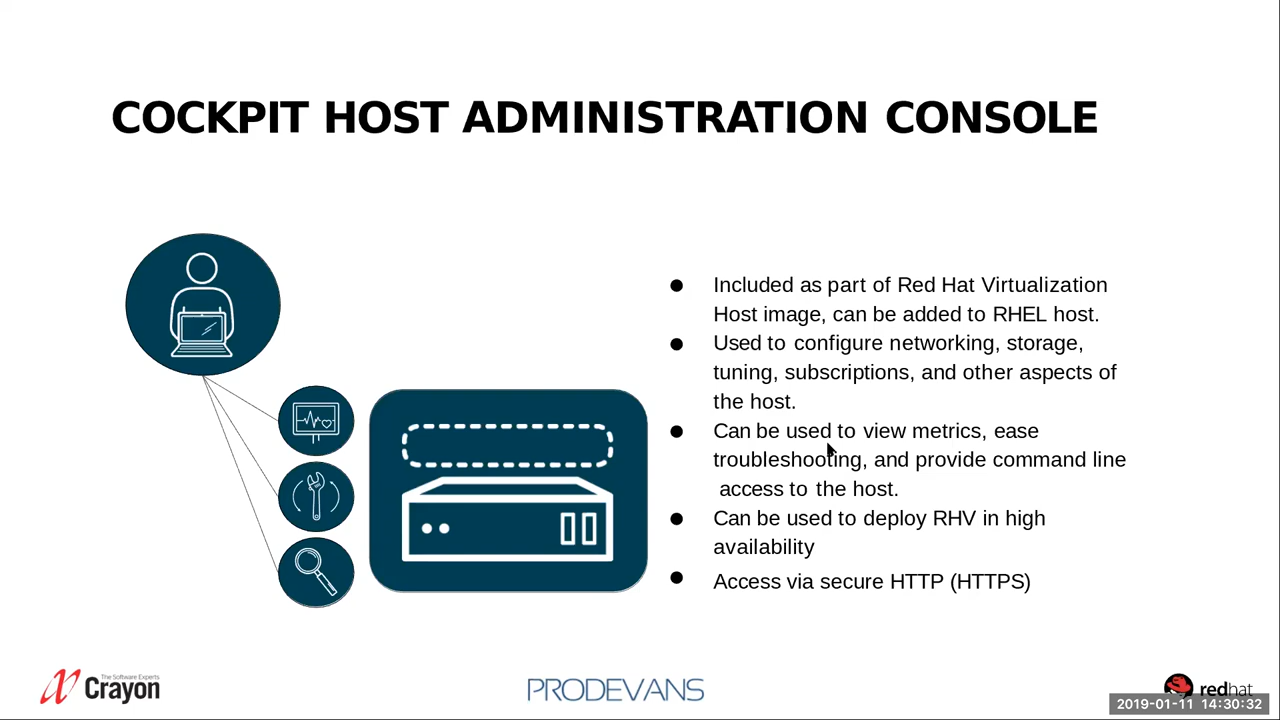 COCKPIT HOST ADMINISTRATION CONSOLE
● Included as part of Red Hat Virtualization
Host image, can be added to RHEL host.
● Used to configure networking, storage,
tuning, subscriptions, and other aspects of
the host.
● Can be used to view metrics, ease
troubleshooting, and provide command line
access to the host.
● Can be used to deploy RHV in high
availability
● Access via secure HTTP (HTTPS)
The Software Experts
Crayon
PRODEVANS
redhat
2019-01-11 14:30:32